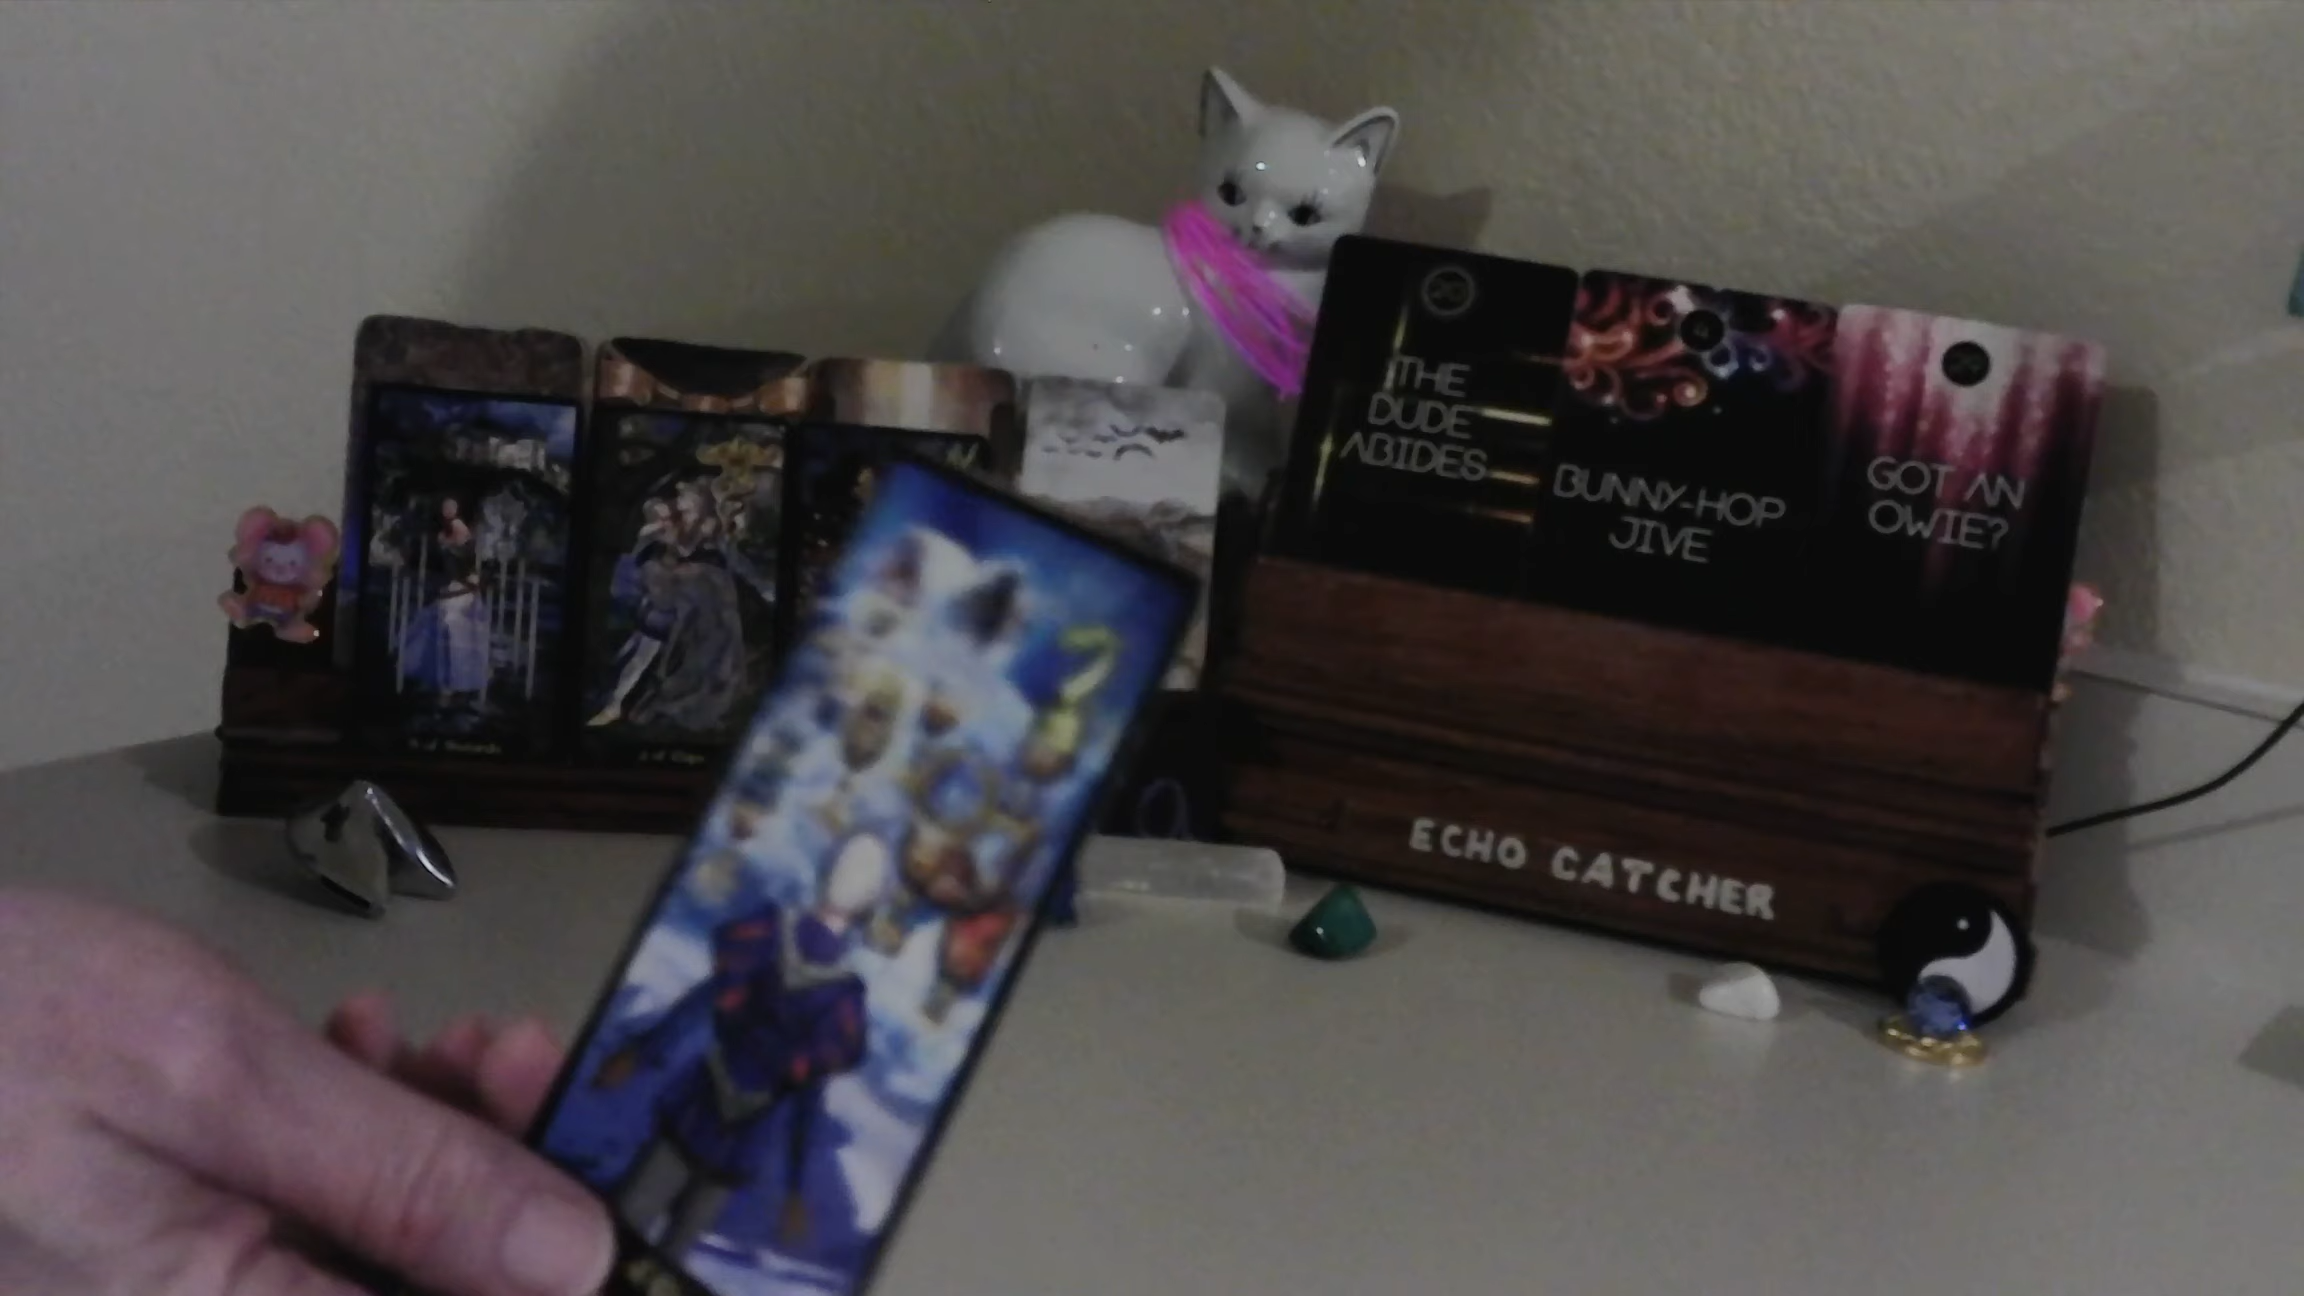 THE
DUDE
ABIDES
BUNNY-HOP
JIVE
GOT AN
OWIE?
ECHO CATCHER